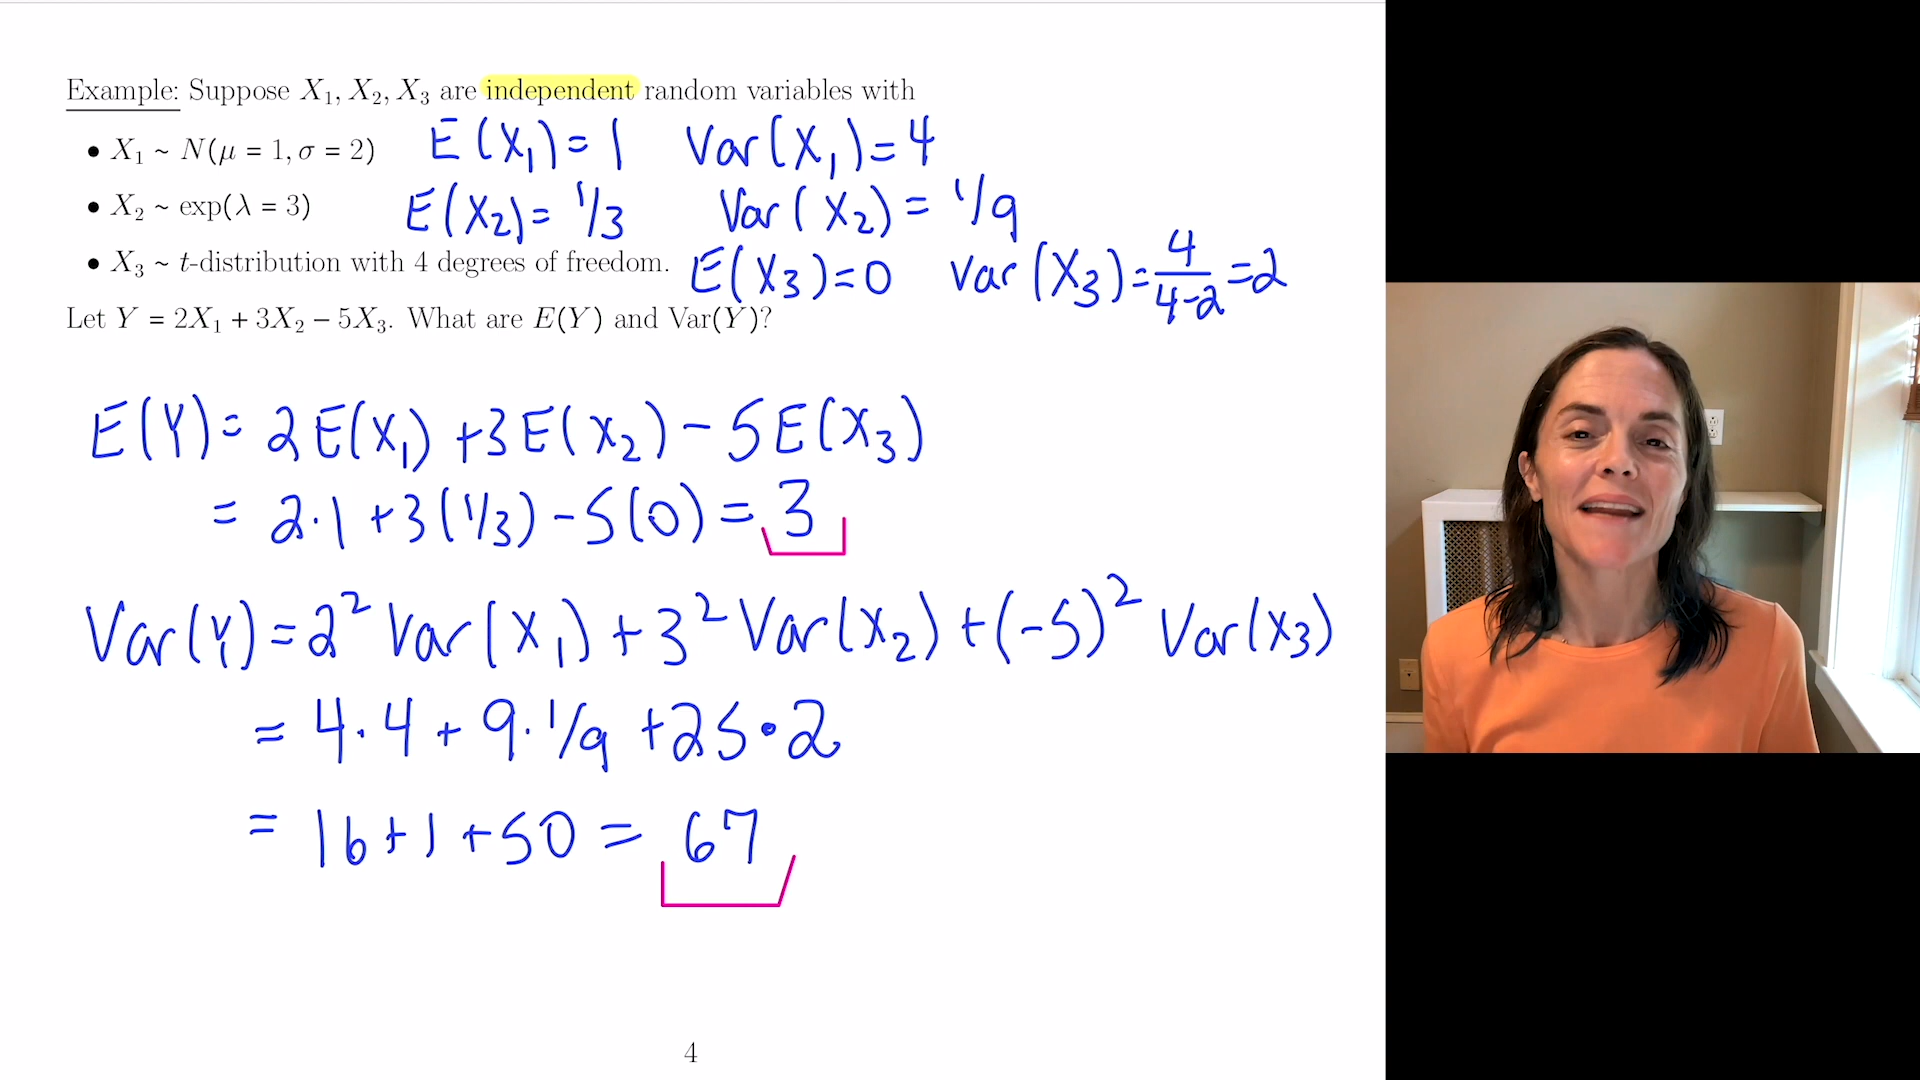 Example: Suppose X₁, X₂, X₃ are independent random variables with
• X₁ ~ N(μ = 1, σ = 2) E(X₁) = 1 Var(X₁) = 4
• X₂ ~ exp(λ = 3) E(X₂) = 1/3 Var(X₂) = 1/9
• X₃ ~ t-distribution with 4 degrees of freedom. E(X₃) = 0 Var(X₃) = 4/(4-2) = 2
Let Y = 2X₁ + 3X₂ − 5X₃. What are E(Y) and Var(Y)?
E(Y) = 2E(X₁) + 3E(X₂) − 5E(X₃)
= 2·1 + 3(1/3) − 5(0) = 3
Var(Y) = 2² Var(X₁) + 3² Var(X₂) + (−5)² Var(X₃)
= 4·4 + 9·1/9 + 25·2
= 16 + 1 + 50 = 67
4